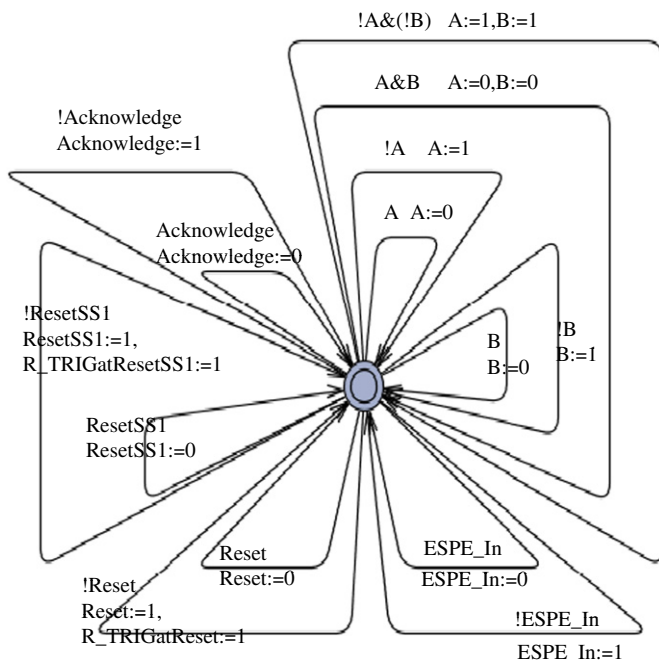 !A&(!B) A:=1,B:=1
A&B A:=0,B:=0
!Acknowledge
Acknowledge:=1
!A A:=1
A A:=0
Acknowledge
Acknowledge:=0
!ResetSS1
ResetSS1:=1,
R_TRIGatResetSS1:=1
B
B:=0
!B
B:=1
ResetSS1
ResetSS1:=0
Reset
Reset:=0
ESPE_In
ESPE_In:=0
!Reset
Reset:=1,
R_TRIGatReset:=1
!ESPE_In
ESPE_In:=1